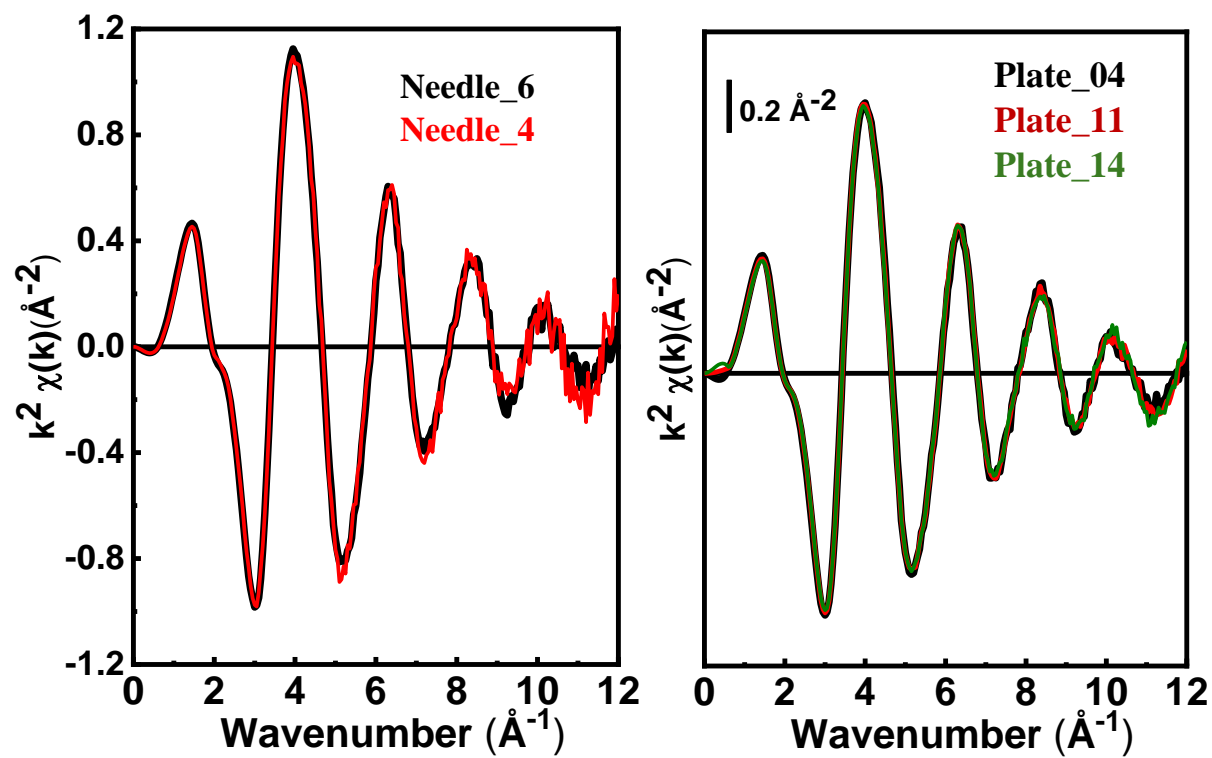 1.2
0.8
0.4
0.0
-0.4
-0.8
-1.2
k² χ(k)(Å⁻²)
Needle_6
Needle_4
0 2 4 6 8 10 12
Wavenumber (Å⁻¹)
k² χ(k)(Å⁻²)
0.2 Å⁻²
Plate_04
Plate_11
Plate_14
0 2 4 6 8 10 12
Wavenumber (Å⁻¹)